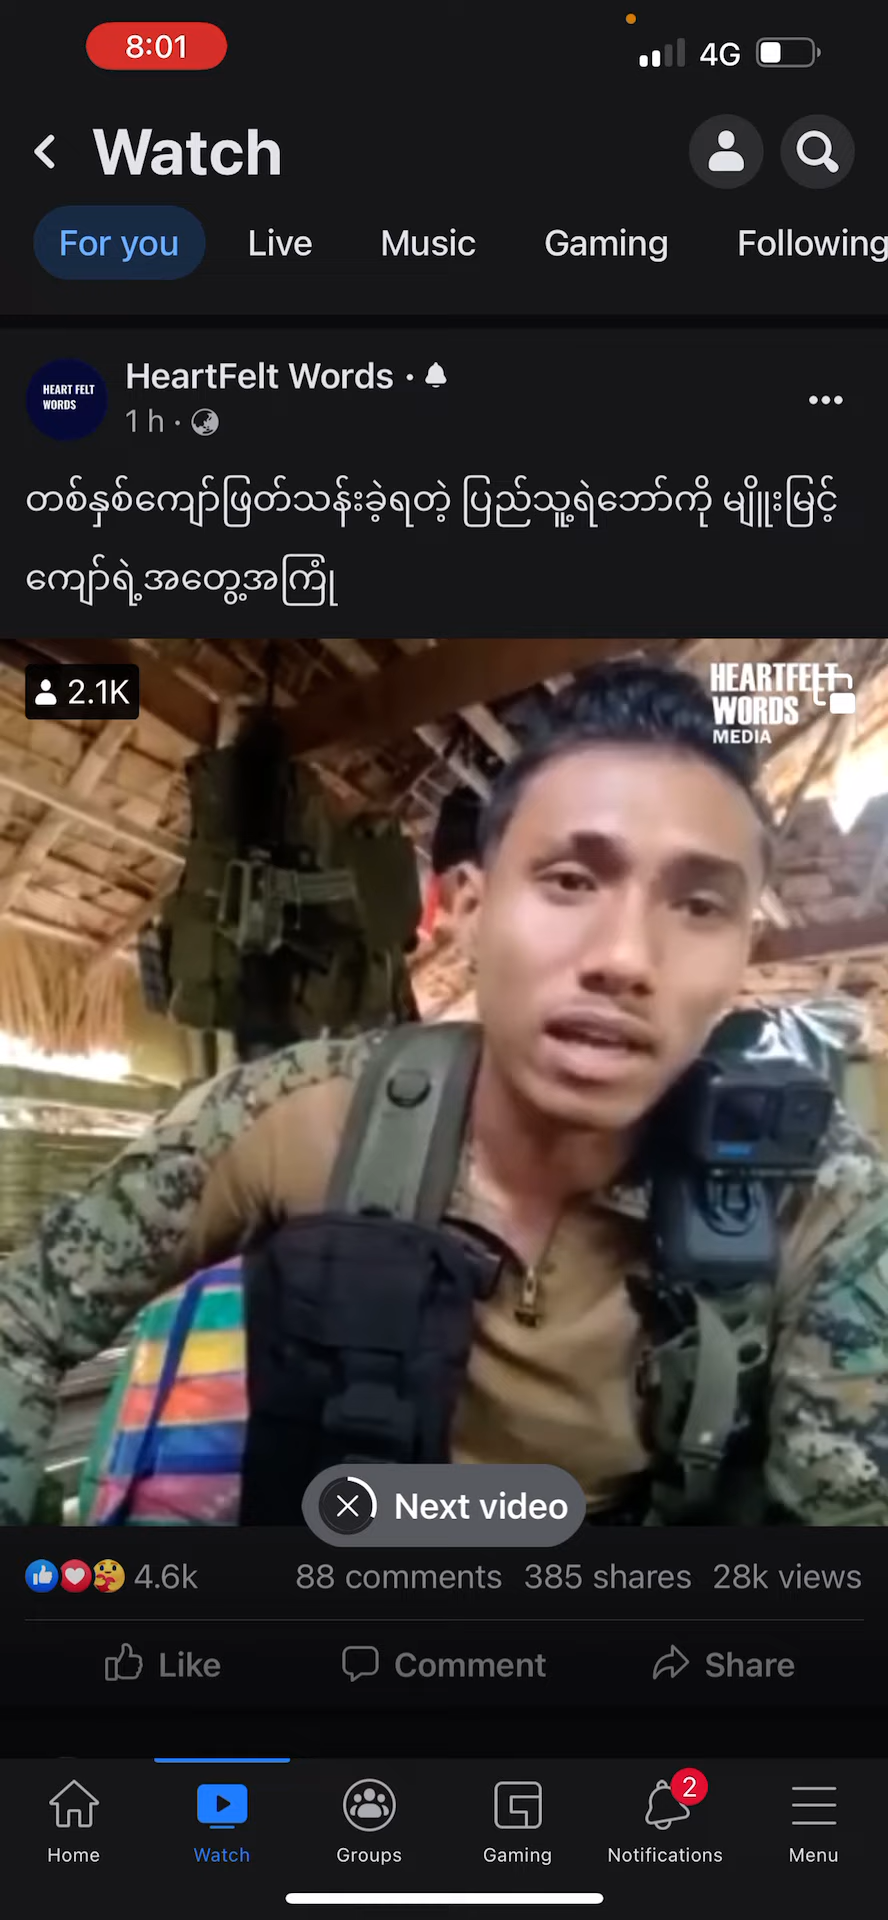 8:01
4G
Watch
For you Live Music Gaming Following
HEART FELT
WORDS
HeartFelt Words ·
1 h ·
တစ်နှစ်ကျော်ဖြတ်သန်းခဲ့ရတဲ့ ပြည်သူ့ရဲဘော်ကို မျိုးမြင့်
ကျော်ရဲ့အတွေ့အကြုံ
2.1K
HEARTFELT
WORDS
MEDIA
Next video
4.6k 88 comments 385 shares 28k views
Like Comment Share
2
Home Watch Groups Gaming Notifications Menu